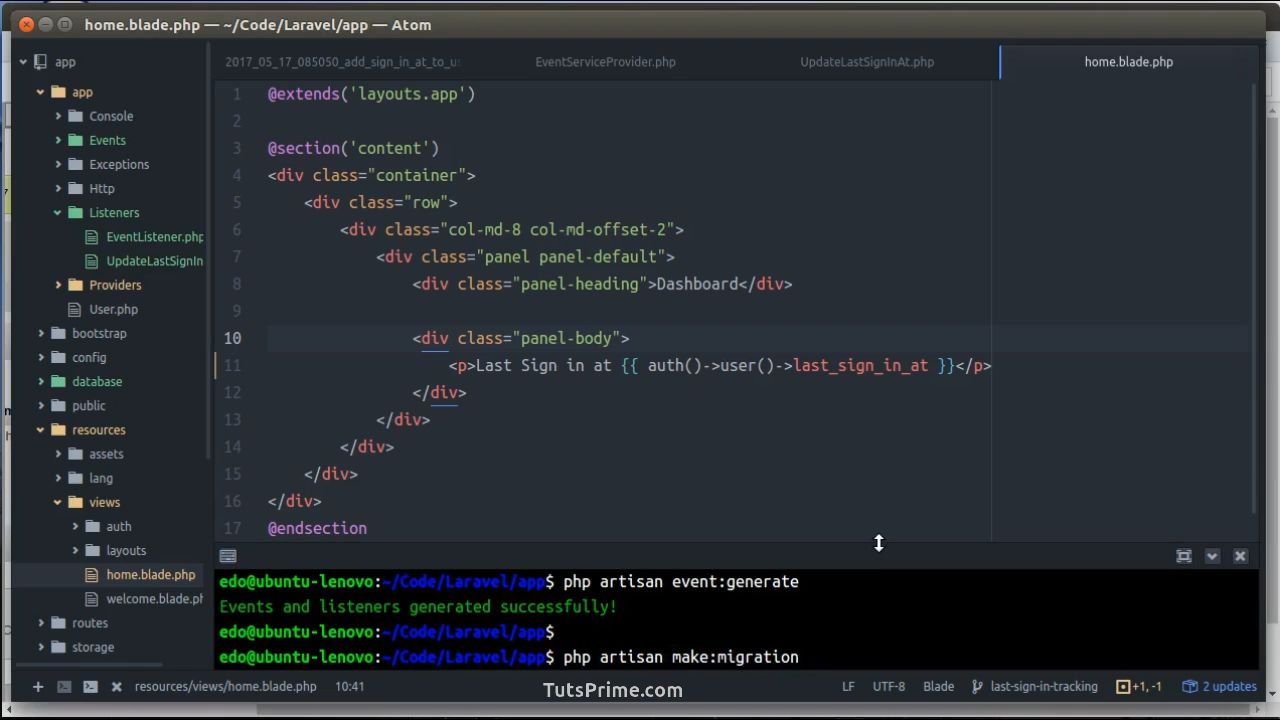 home.blade.php — ~/Code/Laravel/app — Atom
app
app
Console
Events
Exceptions
Http
Listeners
EventListener.php
UpdateLastSignIn
Providers
User.php
bootstrap
config
database
public
resources
assets
lang
views
auth
layouts
home.blade.php
welcome.blade.ph
routes
storage
2017_05_17_085050_add_sign_in_at_to_us
EventServiceProvider.php
UpdateLastSignInAt.php
home.blade.php
1 @extends('layouts.app')
2
3 @section('content')
4 <div class="container">
5 <div class="row">
6 <div class="col-md-8 col-md-offset-2">
7 <div class="panel panel-default">
8 <div class="panel-heading">Dashboard</div>
9
10 <div class="panel-body">
11 <p>Last Sign in at {{ auth()->user()->last_sign_in_at }}</p>
12 </div>
13 </div>
14 </div>
15 </div>
16 </div>
17 @endsection
edo@ubuntu-lenovo:~/Code/Laravel/app$ php artisan event:generate
Events and listeners generated successfully!
edo@ubuntu-lenovo:~/Code/Laravel/app$
edo@ubuntu-lenovo:~/Code/Laravel/app$ php artisan make:migration
resources/views/home.blade.php 10:41
TutsPrime.com
LF UTF-8 Blade last-sign-in-tracking +1, -1 2 updates